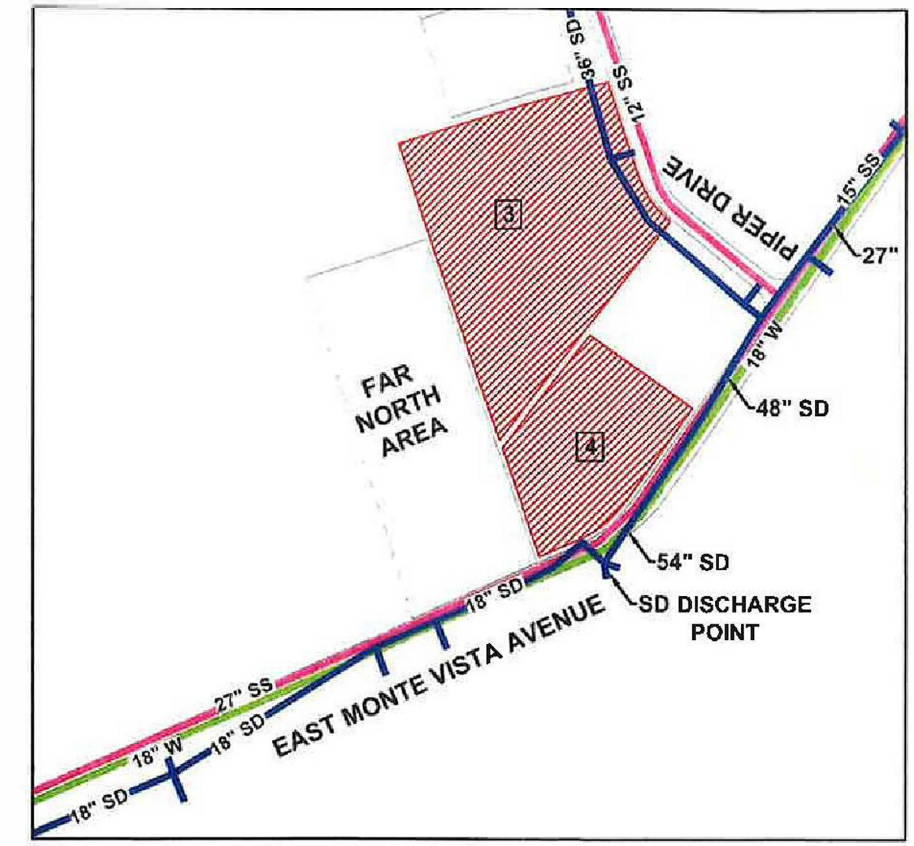 36" SD
12" SS
PIPER DRIVE
15" SS
27"
3
18" W
48" SD
FAR
NORTH
AREA
4
54" SD
SD DISCHARGE
POINT
18" SD
EAST MONTE VISTA AVENUE
27" SS
18" W
18" SD
18" SD